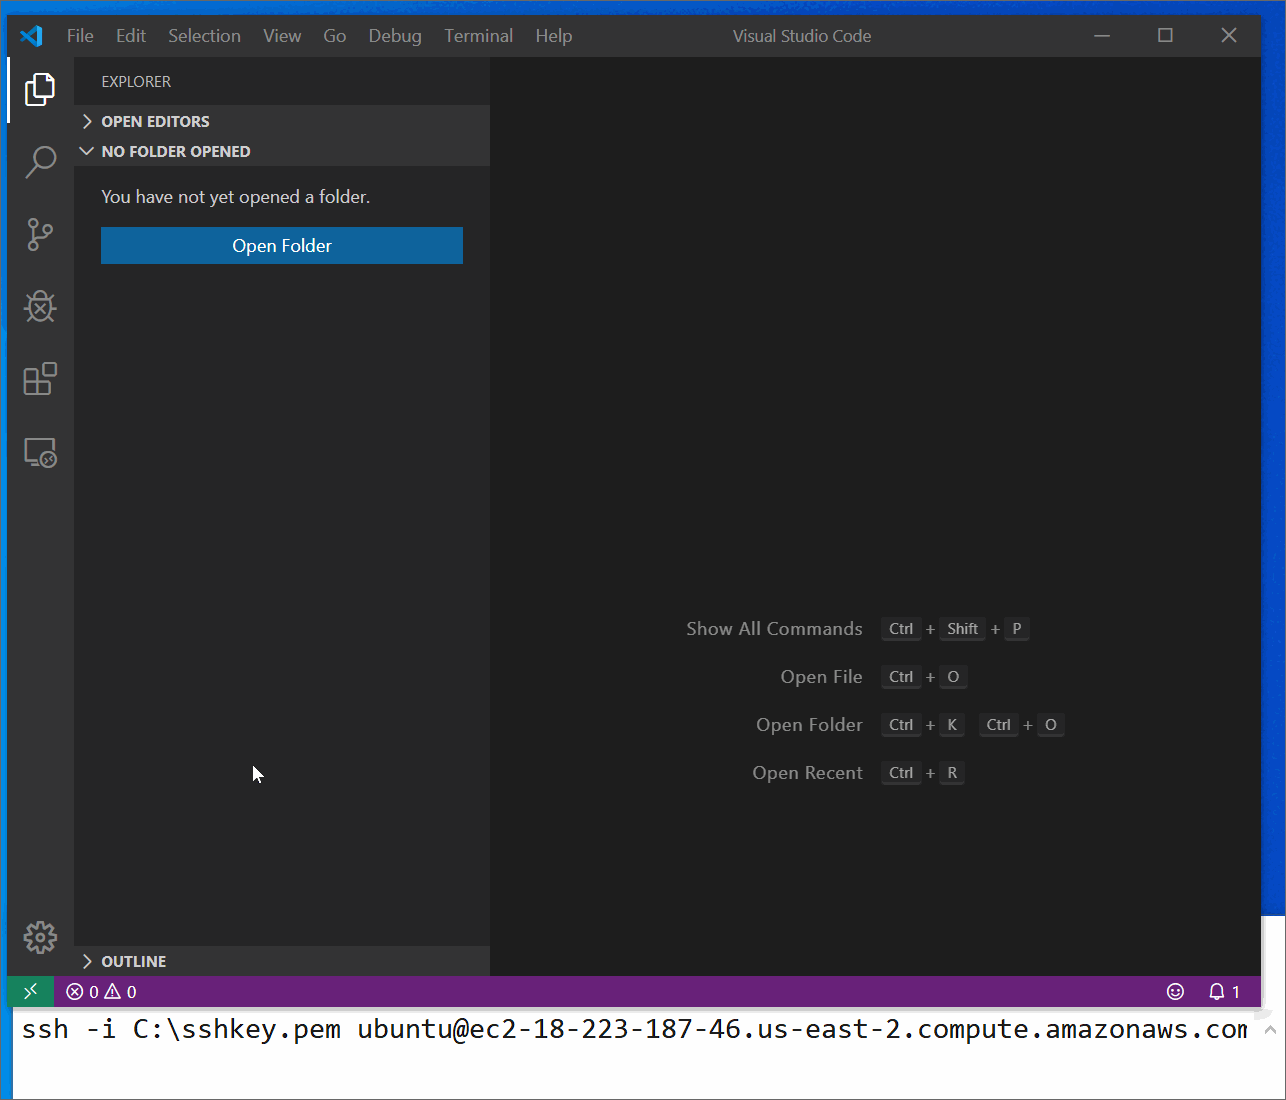 File Edit Selection View Go Debug Terminal Help Visual Studio Code
EXPLORER
OPEN EDITORS
NO FOLDER OPENED
You have not yet opened a folder.
Open Folder
Show All Commands Ctrl + Shift + P
Open File Ctrl + O
Open Folder Ctrl + K Ctrl + O
Open Recent Ctrl + R
OUTLINE
0 0 1
ssh -i C:\sshkey.pem ubuntu@ec2-18-223-187-46.us-east-2.compute.amazonaws.com